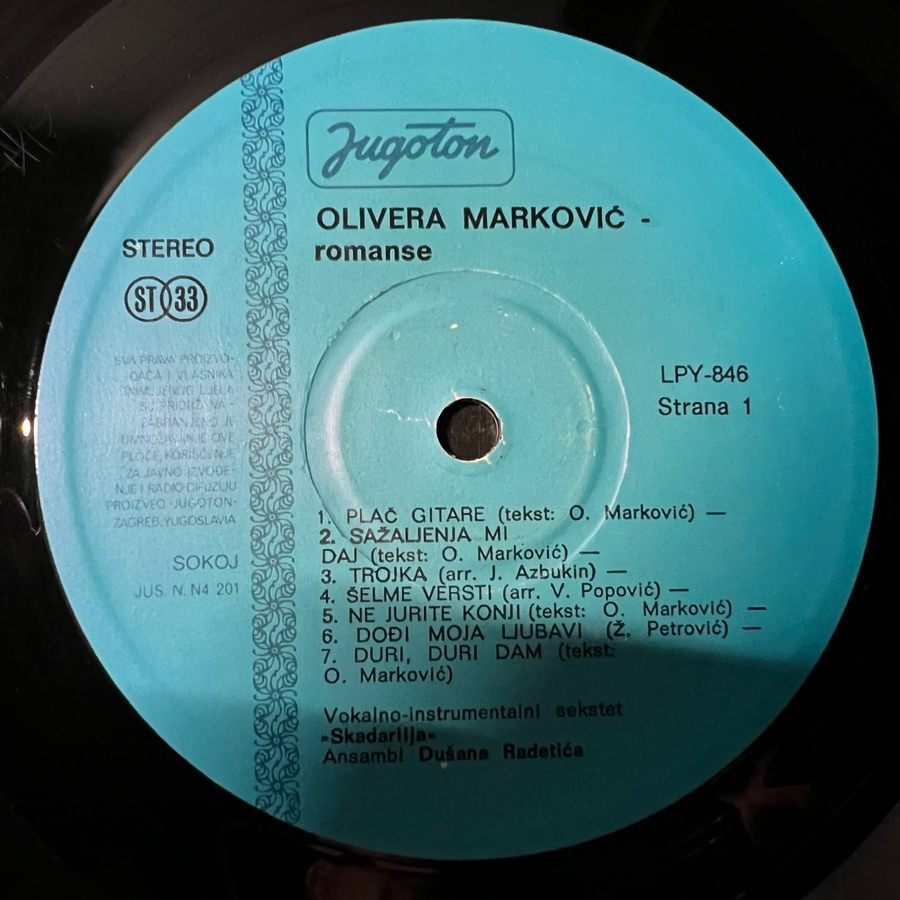 Jugoton
OLIVERA MARKOVIĆ -
romanse
STEREO
ST 33
SVA PRAVA PROIZVO-
ĐAČA I VLASNIKA
SNIMLJENOG DJELA
SU PRIDRŽANA -
ZABRANJENO JE
UMNOŽAVANJE OVE
PLOČE, KORIŠĆENJE
ZA JAVNO IZVOĐE-
NJE I RADIO DIFUZIJU
PROIZVEO -JUGOTON-
ZAGREB, YUGOSLAVIA
SOKOJ
JUS. N. N4 201
LPY-846
Strana 1
1. PLAČ GITARE (tekst: O. Marković) —
2. SAŽALJENJA MI
DAJ (tekst: O. Marković) —
3. TROJKA (arr. J. Azbukin) —
4. ŠELME VERSTI (arr. V. Popović) —
5. NE JURITE KONJI (tekst: O. Marković) —
6. DOĐI MOJA LJUBAVI (Ž. Petrović) —
7. DURI, DURI DAM (tekst:
O. Marković)
Vokalno-instrumentalni sekstet
»Skadarlija«
Ansambl Dušana Radetića